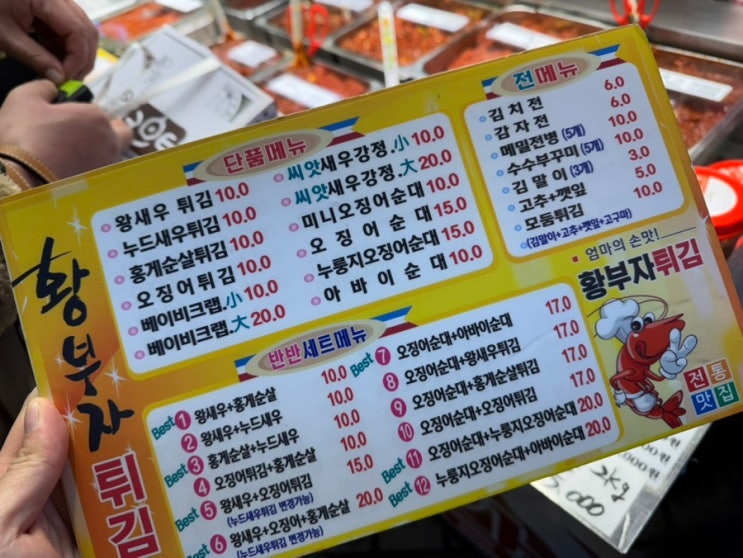 황부자
튀김
단품메뉴
왕새우 튀김 10.0
누드새우튀김 10.0
홍게순살튀김 10.0
오징어튀김 10.0
베이비크랩.小 10.0
베이비크랩.大 20.0
씨앗새우강정.小 10.0
씨앗새우강정.大 20.0
미니오징어순대 10.0
오징어순대 15.0
누룽지오징어순대 15.0
아바이순대 10.0
전메뉴
김치전 6.0
감자전 6.0
메밀전병 (5개) 10.0
수수부꾸미 (5개) 10.0
김말이 (3개) 3.0
고추+깻잎 5.0
모둠튀김 10.0
(김말이+고추+깻잎+고구마)
엄마의 손맛!
황부자튀김
전통
맛집
반반세트메뉴
Best 1 왕새우+홍게순살 10.0
2 왕새우+누드새우 10.0
Best 3 홍게순살+누드새우 10.0
4 오징어튀김+홍게순살 10.0
Best 5 왕새우+오징어튀김 15.0
(누드새우튀김 변경가능)
Best 6 왕새우+오징어+홍게순살 20.0
(누드새우튀김 변경가능)
Best 7 오징어순대+아바이순대 17.0
8 오징어순대+왕새우튀김 17.0
9 오징어순대+홍게순살튀김 17.0
10 오징어순대+오징어튀김 17.0
Best 11 오징어순대+누룽지오징어순대 20.0
Best 12 누룽지오징어순대+아바이순대 20.0
2kg